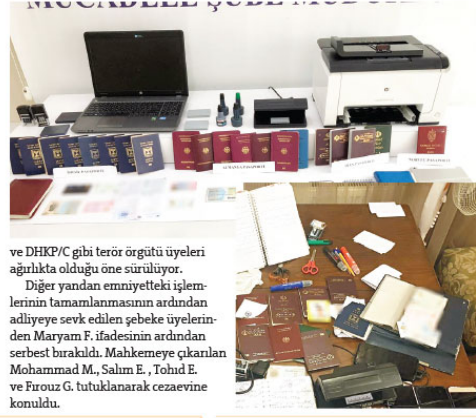 MÜCADELE ŞUBE MÜDÜR
ve DHKP/C gibi terör örgütü üyeleri
ağırlıkta olduğu öne sürülüyor.
Diğer yandan emniyetteki işlem-
lerinin tamamlanmasının ardından
adliyeye sevk edilen şebeke üyelerin-
den Maryam F. ifadesinin ardından
serbest bırakıldı. Mahkemeye çıkarılan
Mohammad M., Salım E. , Tohıd E.
ve Fırouz G. tutuklanarak cezaevine
konuldu.